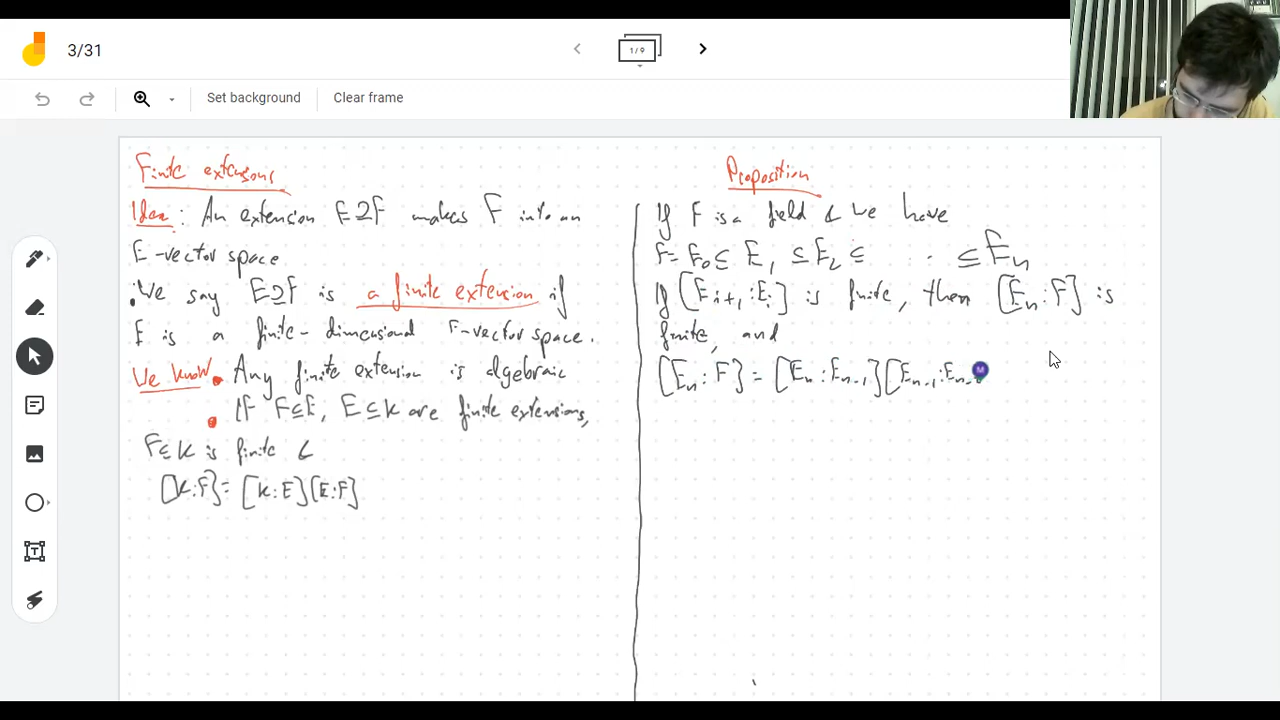 3/31
1/9
Set background
Clear frame
Finite extensions
Idea: An extension E⊇F makes F into an
E-vector space
• We say E⊇F is a finite extension if
E is a finite-dimensional F-vector space.
We know • Any finite extension is algebraic
• If F⊆E, E⊆K are finite extensions,
F⊆K is finite &
[K:F]=[K:E][E:F]
Proposition
If F is a field & we have
F=F₀⊆ E₁ ⊆E₂⊆ . . ⊆Eₙ
If [Eᵢ₊₁:Eᵢ] is finite, then [Eₙ:F] is
finite, and
[Eₙ:F]=[Eₙ:Eₙ₋₁][Eₙ₋₁:Eₙ₋
M